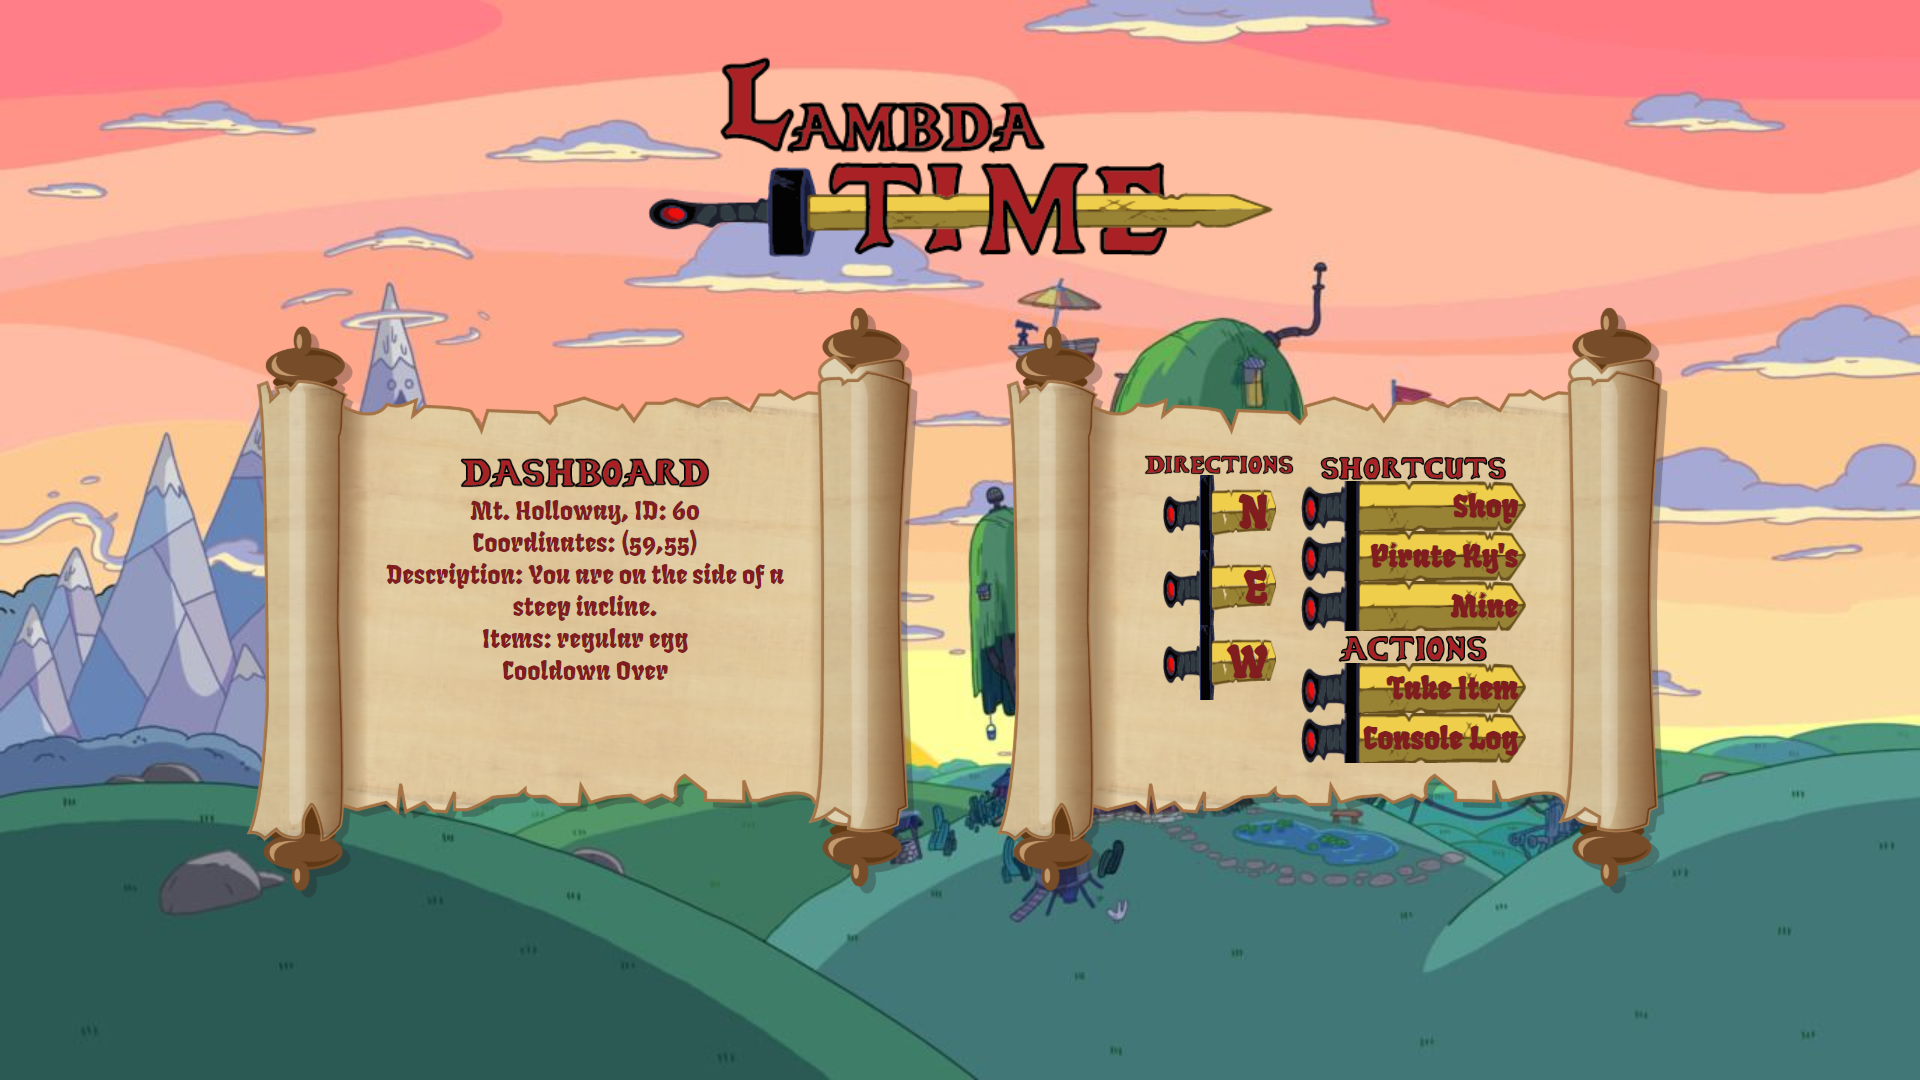 LAMBDA
TIME
DASHBOARD
Mt. Holloway, ID: 60
Coordinates: (59,55)
Description: You are on the side of a
steep incline.
Items: regular egg
Cooldown Over
DIRECTIONS
N
E
W
SHORTCUTS
Shop
Pirate Ry's
Mine
ACTIONS
Take Item
Console Log